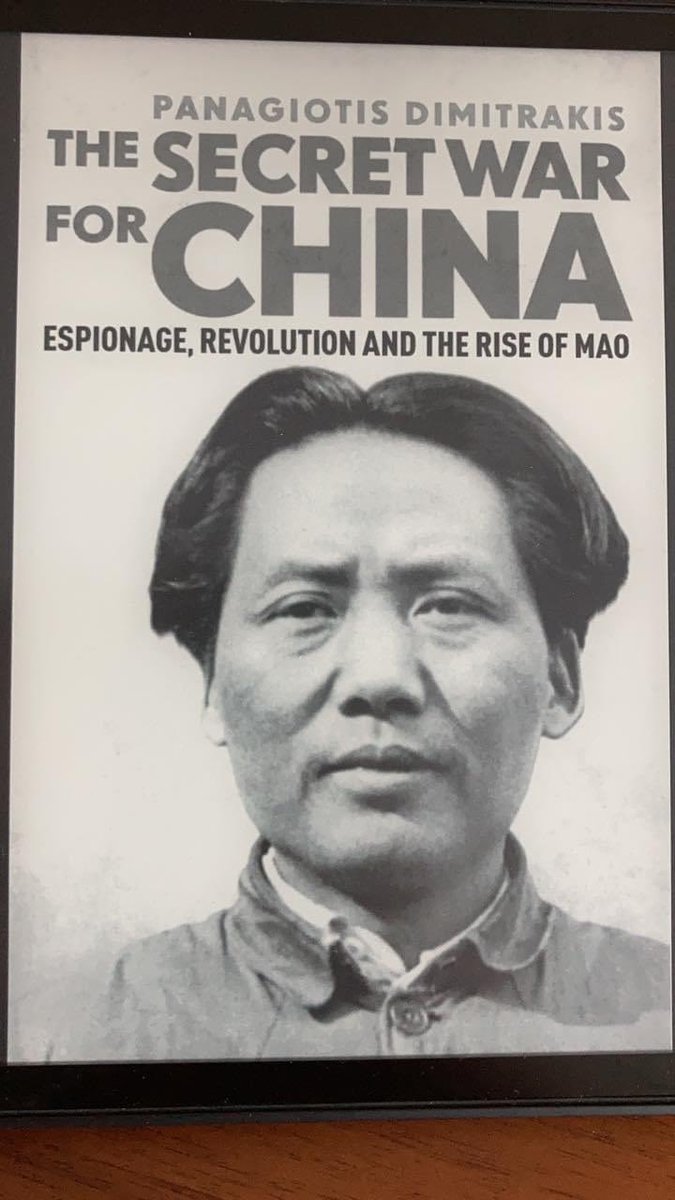 PANAGIOTIS DIMITRAKIS
THE SECRET WAR
FOR CHINA
ESPIONAGE, REVOLUTION AND THE RISE OF MAO